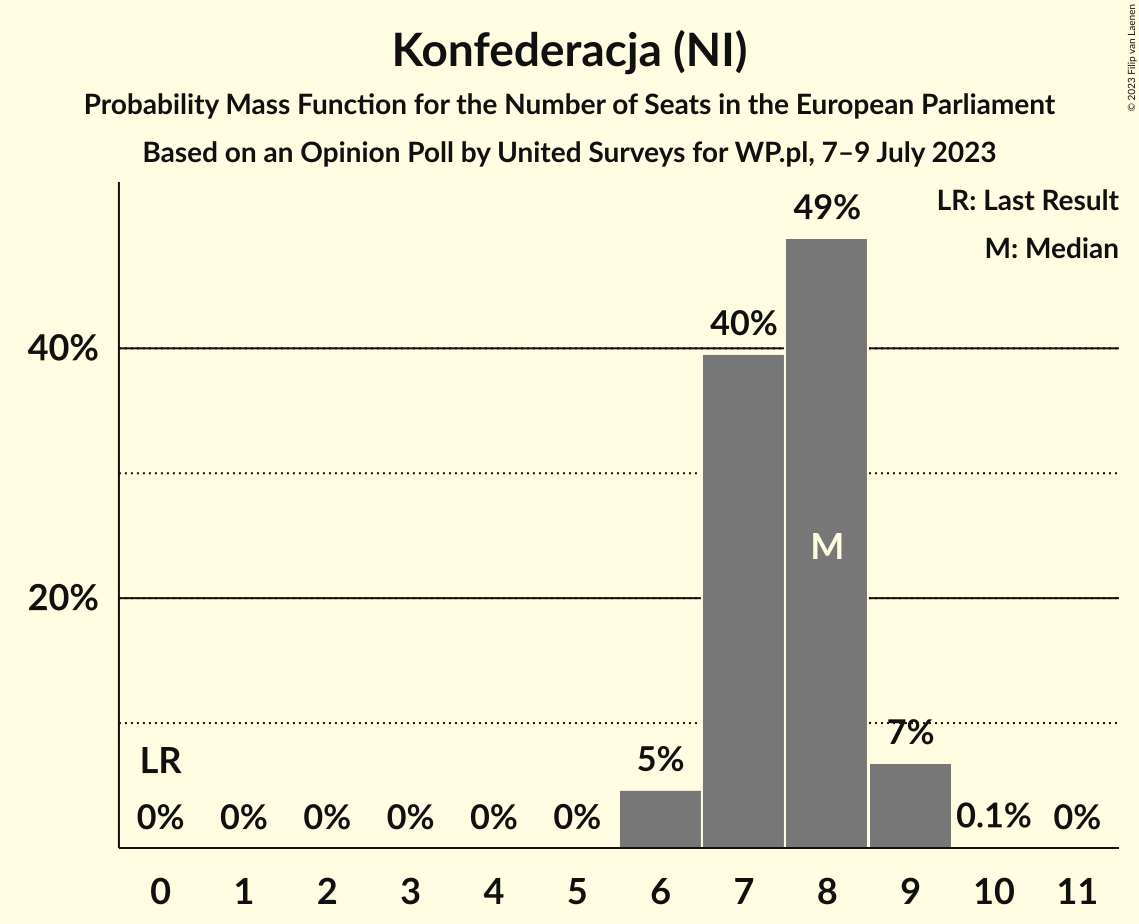 Konfederacja (NI)
Probability Mass Function for the Number of Seats in the European Parliament
Based on an Opinion Poll by United Surveys for WP.pl, 7–9 July 2023
© 2023 Filip van Laenen
LR: Last Result
M: Median
49%
40%
40%
M
20%
7%
LR
5%
0% 0% 0% 0% 0% 0% 0.1% 0%
0 1 2 3 4 5 6 7 8 9 10 11